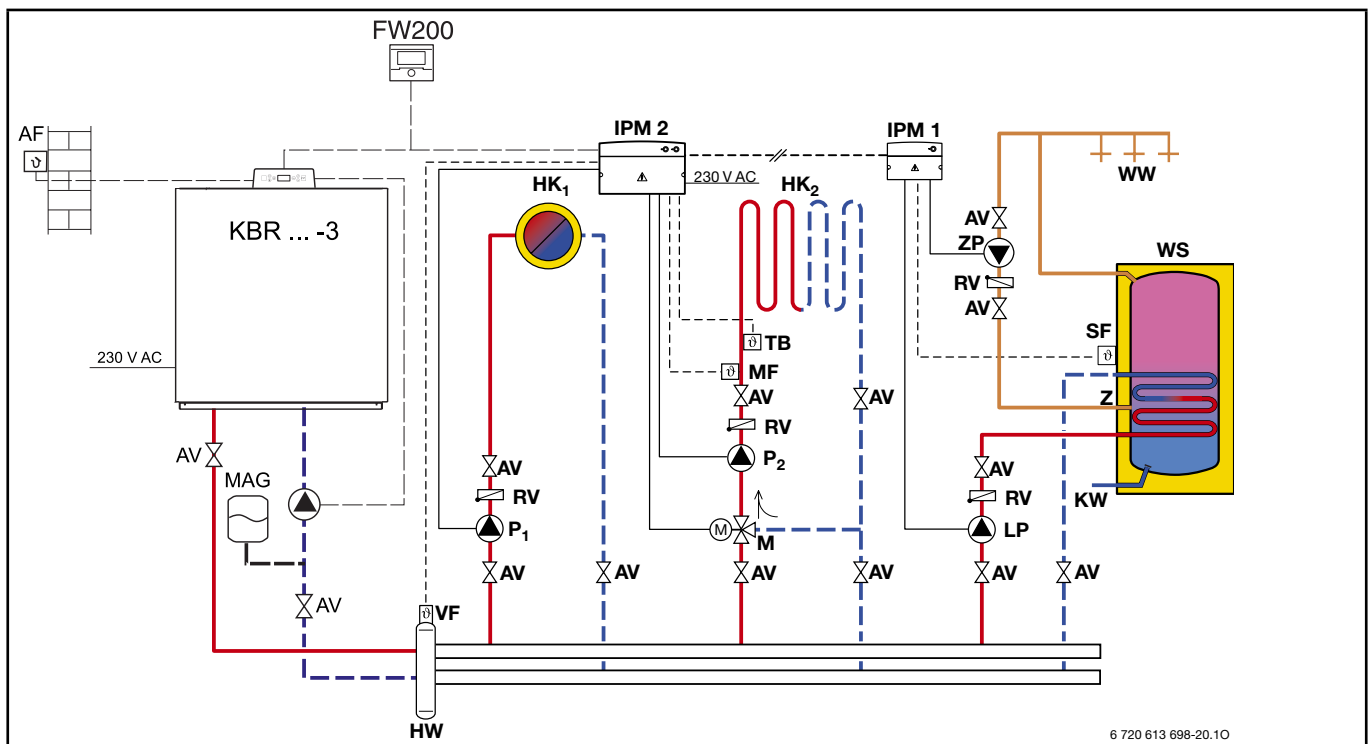 FW200
AF
ϑ
KBR ... -3
230 V AC
AV
MAG
AV
HK1
IPM 2
230 V AC
HK2
IPM 1
WW
AV
ZP
RV
AV
WS
SF
ϑ
Z
KW
ϑ TB
ϑ MF
AV
AV
RV
P2
M
M
AV
RV
P1
AV
AV
AV
AV
AV
RV
LP
AV
AV
ϑ VF
HW
6 720 613 698-20.1O